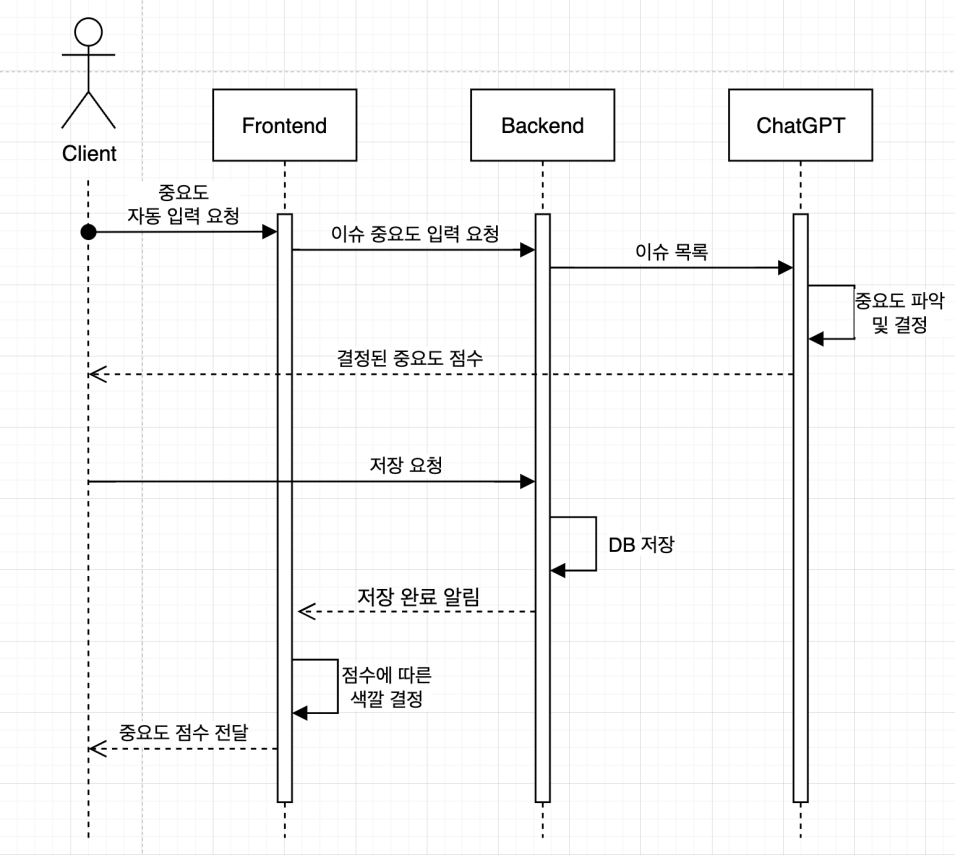 Client
Frontend
Backend
ChatGPT
중요도
자동 입력 요청
이슈 중요도 입력 요청
이슈 목록
중요도 파악
및 결정
결정된 중요도 점수
저장 요청
DB 저장
저장 완료 알림
점수에 따른
색깔 결정
중요도 점수 전달